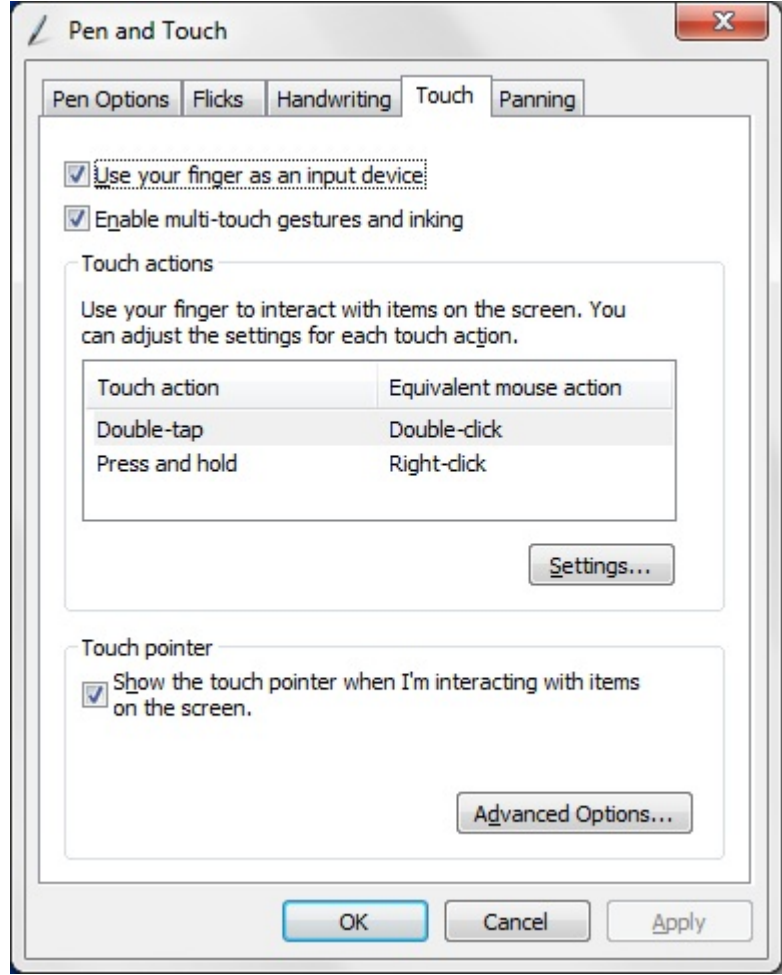 Pen and Touch
Pen Options Flicks Handwriting Touch Panning
Use your finger as an input device
Enable multi-touch gestures and inking
Touch actions
Use your finger to interact with items on the screen. You
can adjust the settings for each touch action.
Touch action Equivalent mouse action
Double-tap Double-click
Press and hold Right-click
Settings...
Touch pointer
Show the touch pointer when I'm interacting with items
on the screen.
Advanced Options...
OK Cancel Apply